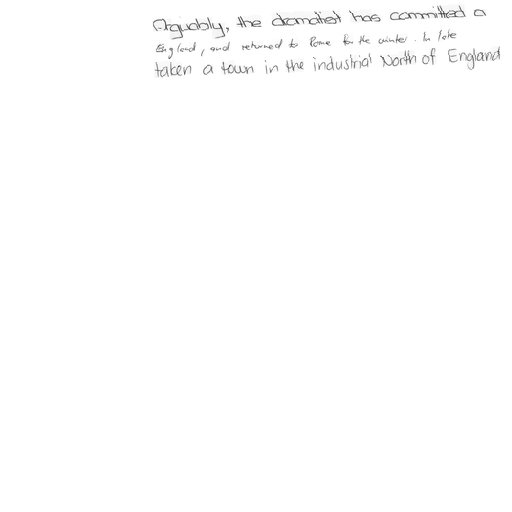 Arguably, the dramatist has committed a
England, and returned to Rome for the winter. In late
taken a town in the industrial North of England